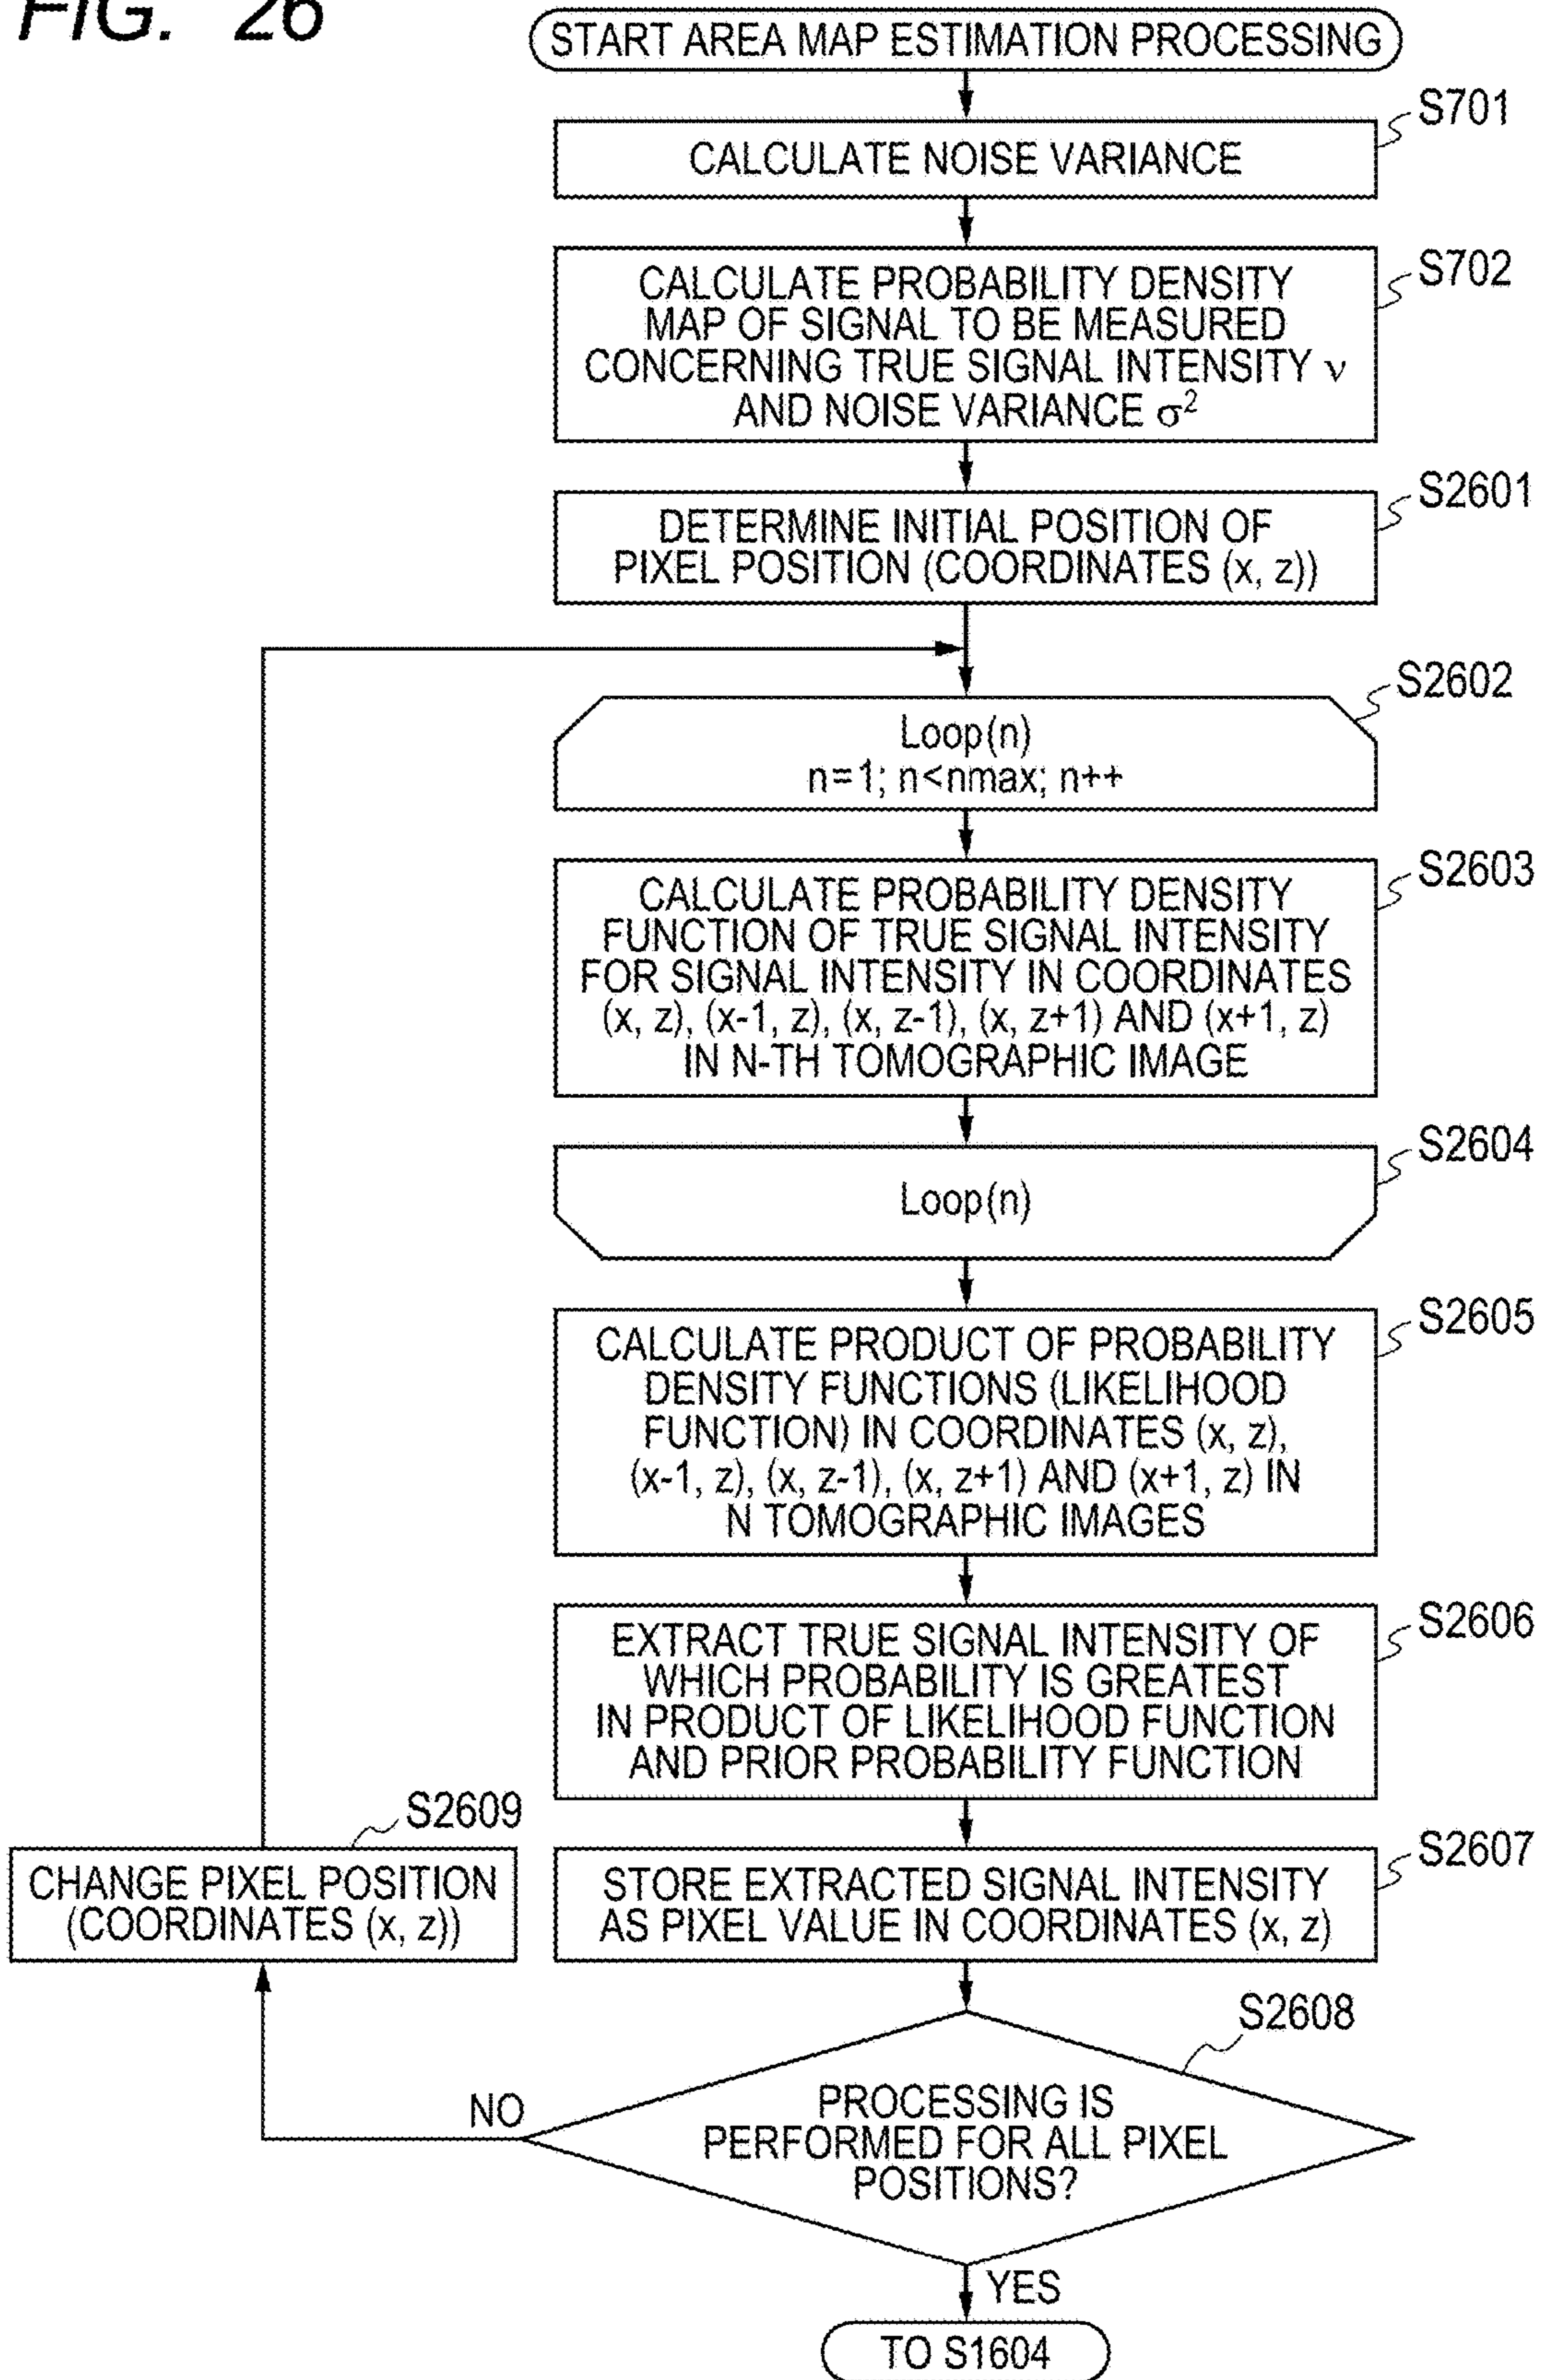 FIG. 26
START AREA MAP ESTIMATION PROCESSING
S701
CALCULATE NOISE VARIANCE
S702
CALCULATE PROBABILITY DENSITY
MAP OF SIGNAL TO BE MEASURED
CONCERNING TRUE SIGNAL INTENSITY ν
AND NOISE VARIANCE σ²
S2601
DETERMINE INITIAL POSITION OF
PIXEL POSITION (COORDINATES (x, z))
S2602
Loop(n)
n=1; n<nmax; n++
S2603
CALCULATE PROBABILITY DENSITY
FUNCTION OF TRUE SIGNAL INTENSITY
FOR SIGNAL INTENSITY IN COORDINATES
(x, z), (x-1, z), (x, z-1), (x, z+1) AND (x+1, z)
IN N-TH TOMOGRAPHIC IMAGE
S2604
Loop(n)
S2605
CALCULATE PRODUCT OF PROBABILITY
DENSITY FUNCTIONS (LIKELIHOOD
FUNCTION) IN COORDINATES (x, z),
(x-1, z), (x, z-1), (x, z+1) AND (x+1, z) IN
N TOMOGRAPHIC IMAGES
S2606
EXTRACT TRUE SIGNAL INTENSITY OF
WHICH PROBABILITY IS GREATEST
IN PRODUCT OF LIKELIHOOD FUNCTION
AND PRIOR PROBABILITY FUNCTION
S2609
CHANGE PIXEL POSITION
(COORDINATES (x, z))
S2607
STORE EXTRACTED SIGNAL INTENSITY
AS PIXEL VALUE IN COORDINATES (x, z)
S2608
PROCESSING IS
PERFORMED FOR ALL PIXEL
POSITIONS?
NO
YES
TO S1604